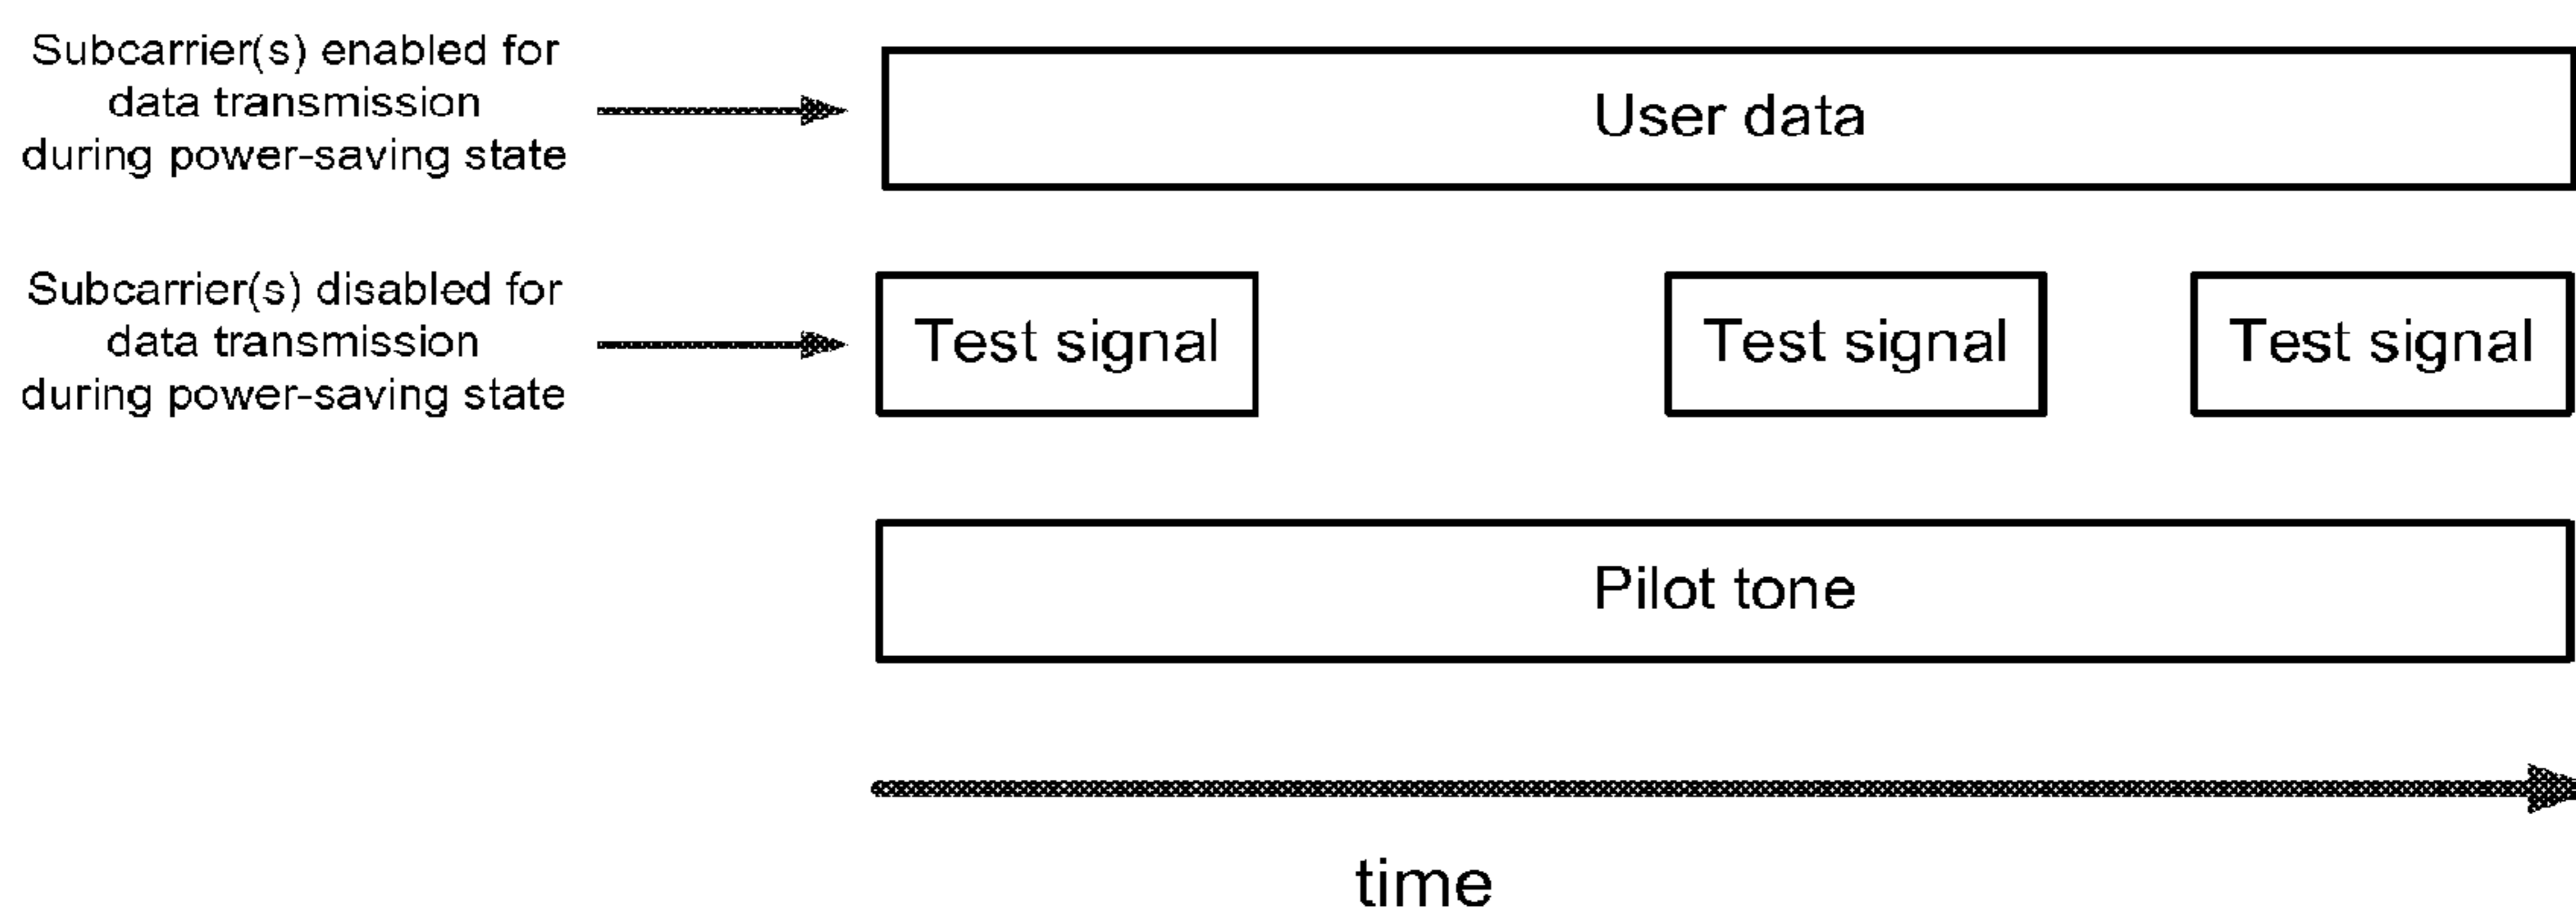 Subcarrier(s) enabled for
data transmission
during power-saving state
User data
Subcarrier(s) disabled for
data transmission
during power-saving state
Test signal
Test signal
Test signal
Pilot tone
time